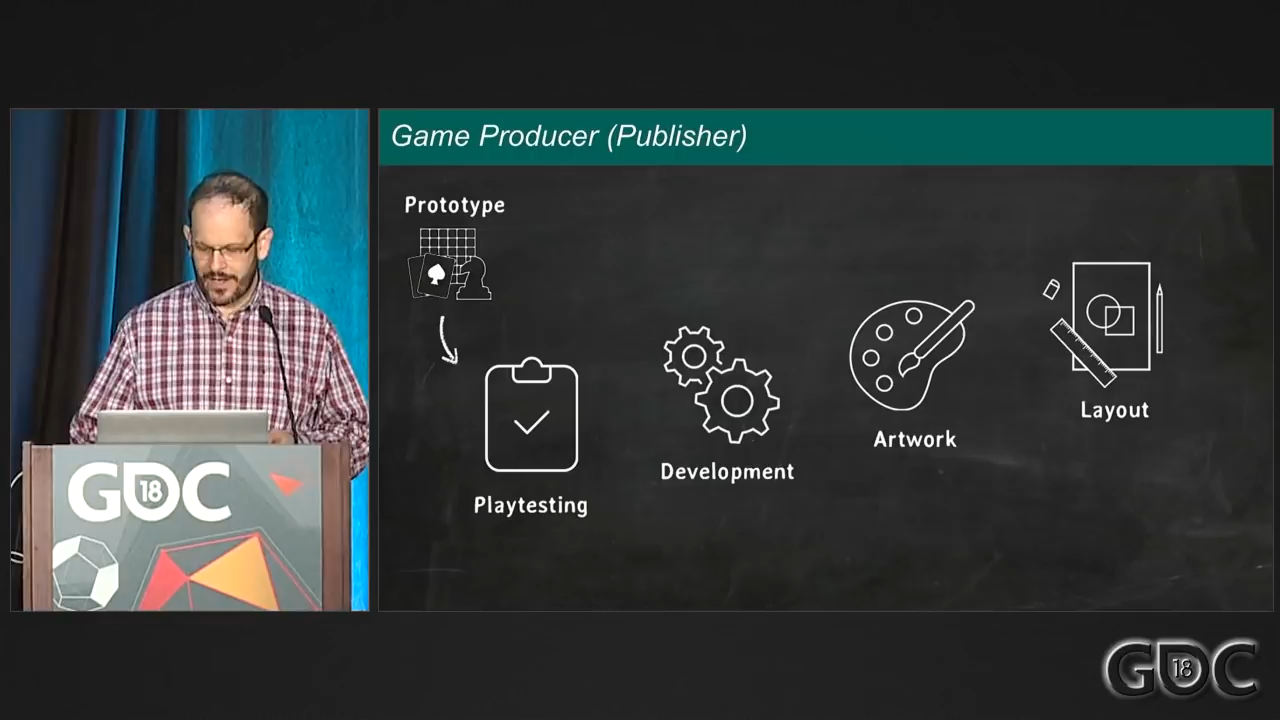 Game Producer (Publisher)
Prototype
Playtesting
Development
Artwork
Layout
GDC
18
GDC
18